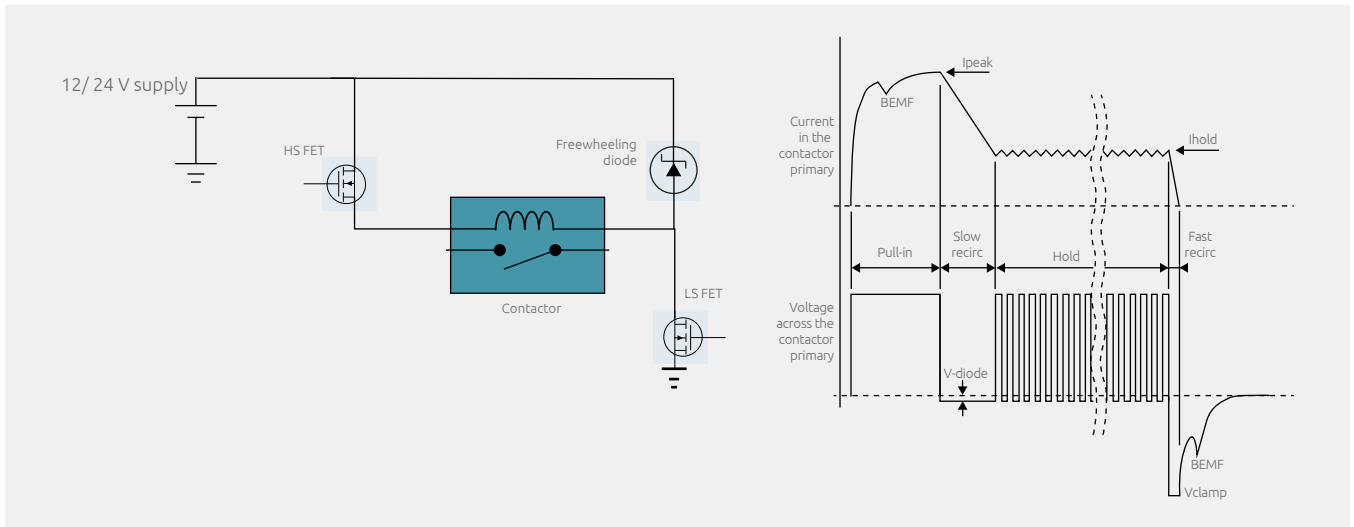 12/ 24 V supply
HS FET
Freewheeling
diode
Contactor
LS FET
Current
in the
contactor
primary
Ipeak
BEMF
Ihold
Pull-in
Slow
recirc
Hold
Fast
recirc
Voltage
across the
contactor
primary
V-diode
BEMF
Vclamp